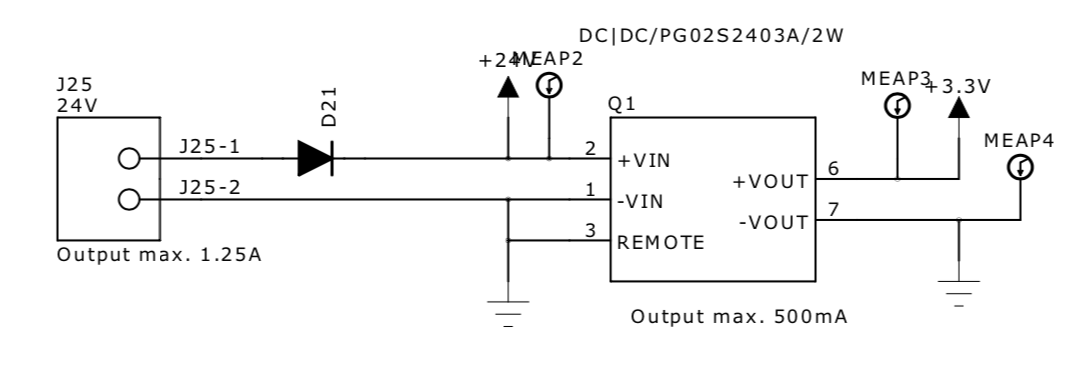 DC|DC/PG02S2403A/2W
+24V
MEAP2
MEAP3
+3.3V
J25
24V
D21
Q1
MEAP4
J25-1
2
+VIN
6
+VOUT
J25-2
1
-VIN
7
-VOUT
3
REMOTE
Output max. 1.25A
Output max. 500mA